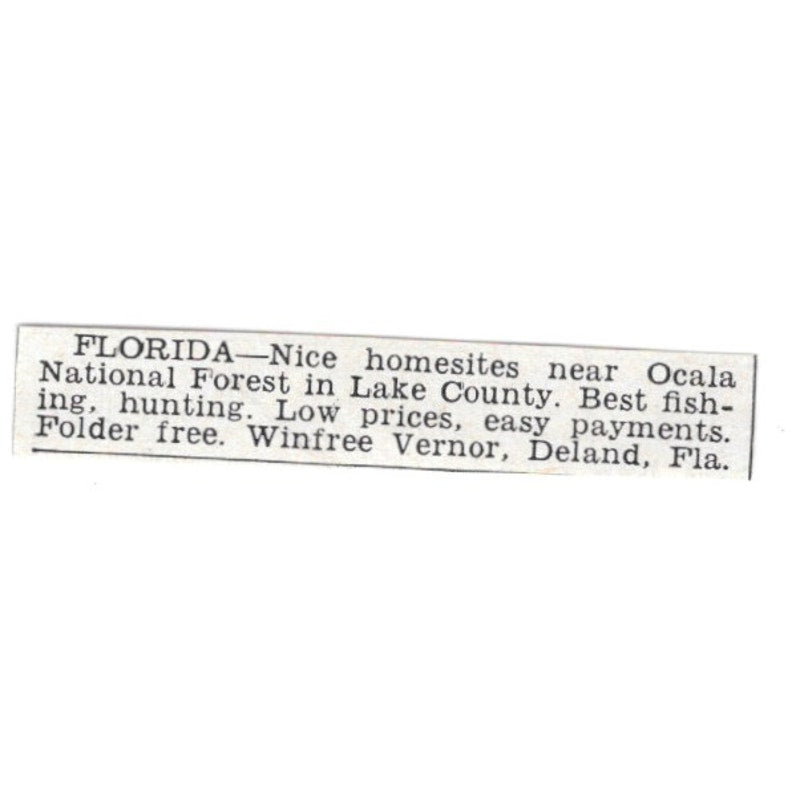 FLORIDA—Nice homesites near Ocala
National Forest in Lake County. Best fish-
ing, hunting. Low prices, easy payments.
Folder free. Winfree Vernor, Deland, Fla.